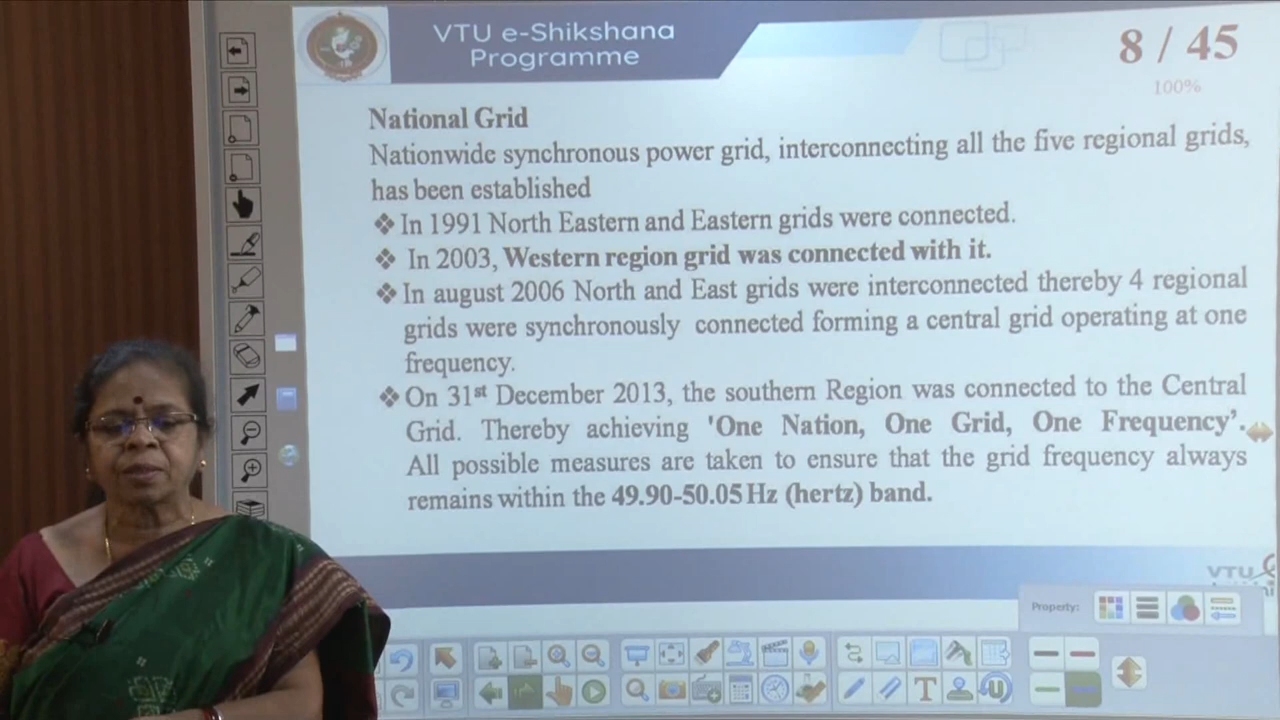 VTU e-Shikshana
Programme
8 / 45
100%
National Grid
Nationwide synchronous power grid, interconnecting all the five regional grids,
has been established
❖ In 1991 North Eastern and Eastern grids were connected.
❖ In 2003, Western region grid was connected with it.
❖ In august 2006 North and East grids were interconnected thereby 4 regional
grids were synchronously connected forming a central grid operating at one
frequency.
❖ On 31st December 2013, the southern Region was connected to the Central
Grid. Thereby achieving 'One Nation, One Grid, One Frequency'.
All possible measures are taken to ensure that the grid frequency always
remains within the 49.90-50.05 Hz (hertz) band.
VTU
Property: